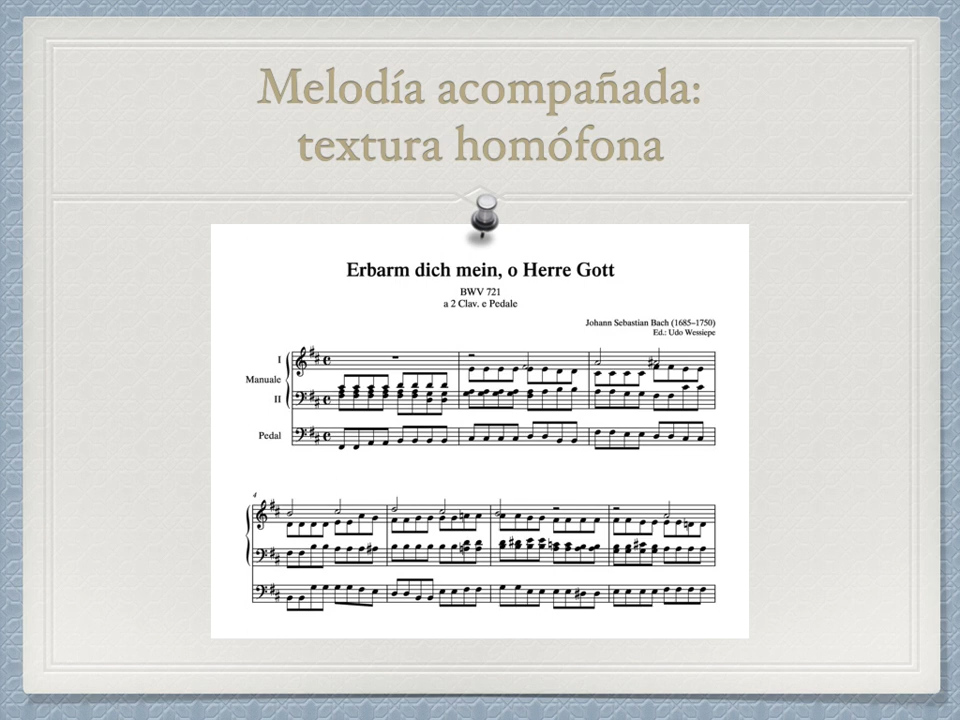 Melodía acompañada:
textura homófona
Erbarm dich mein, o Herre Gott
BWV 721
a 2 Clav. e Pedale
Johann Sebastian Bach (1685–1750)
Ed.: Udo Wessiepe
I
Manuale
II
Pedal
4